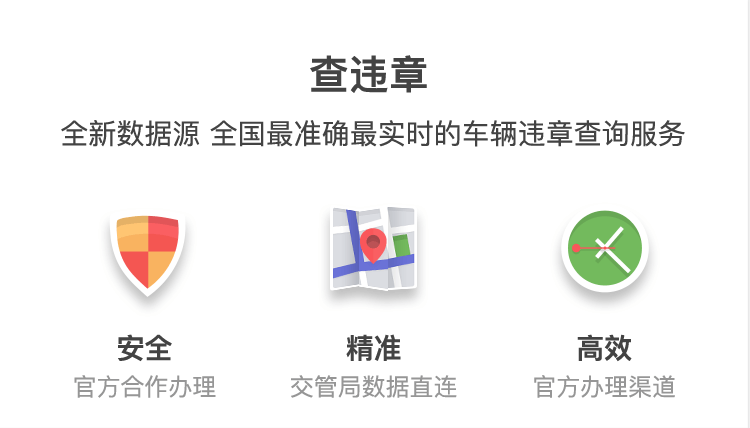 查违章
全新数据源 全国最准确最实时的车辆违章查询服务
安全
官方合作办理
精准
交管局数据直连
高效
官方办理渠道